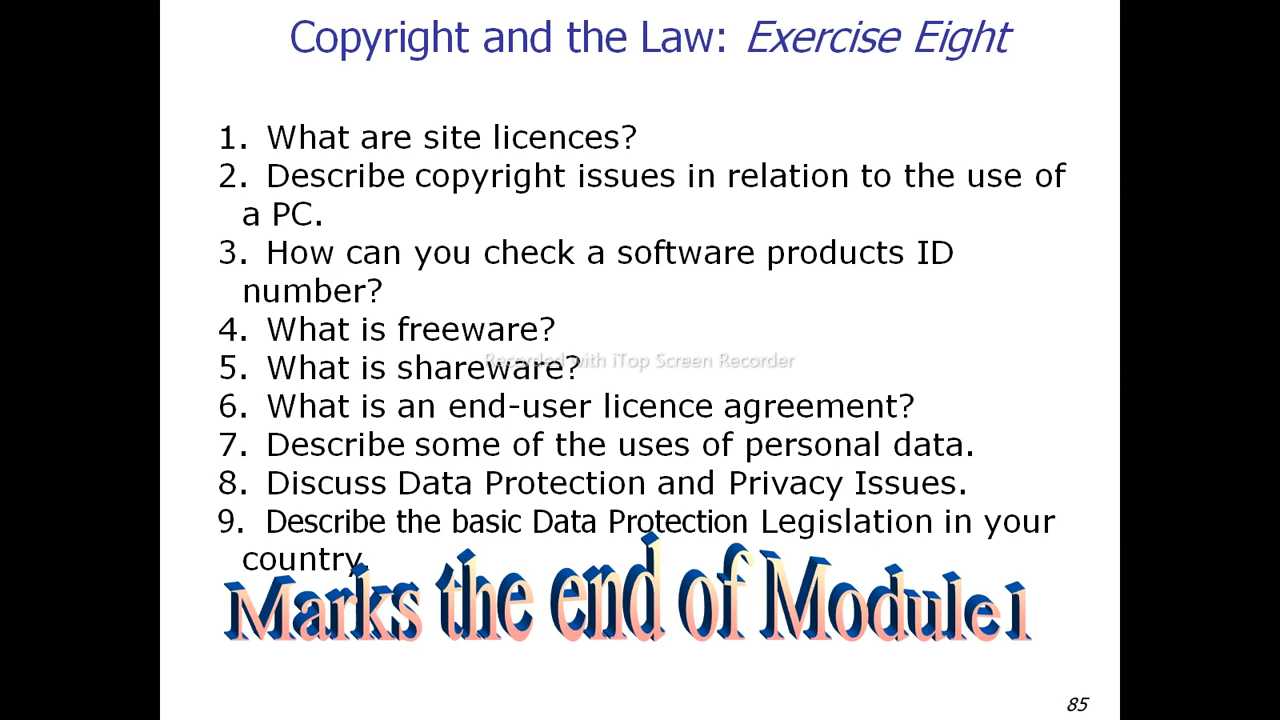 Copyright and the Law: Exercise Eight
1. What are site licences?
2. Describe copyright issues in relation to the use of
a PC.
3. How can you check a software products ID
number?
4. What is freeware?
Recorded with iTop Screen Recorder
5. What is shareware?
6. What is an end-user licence agreement?
7. Describe some of the uses of personal data.
8. Discuss Data Protection and Privacy Issues.
9. Describe the basic Data Protection Legislation in your
country.
Marks the end of Module1
85